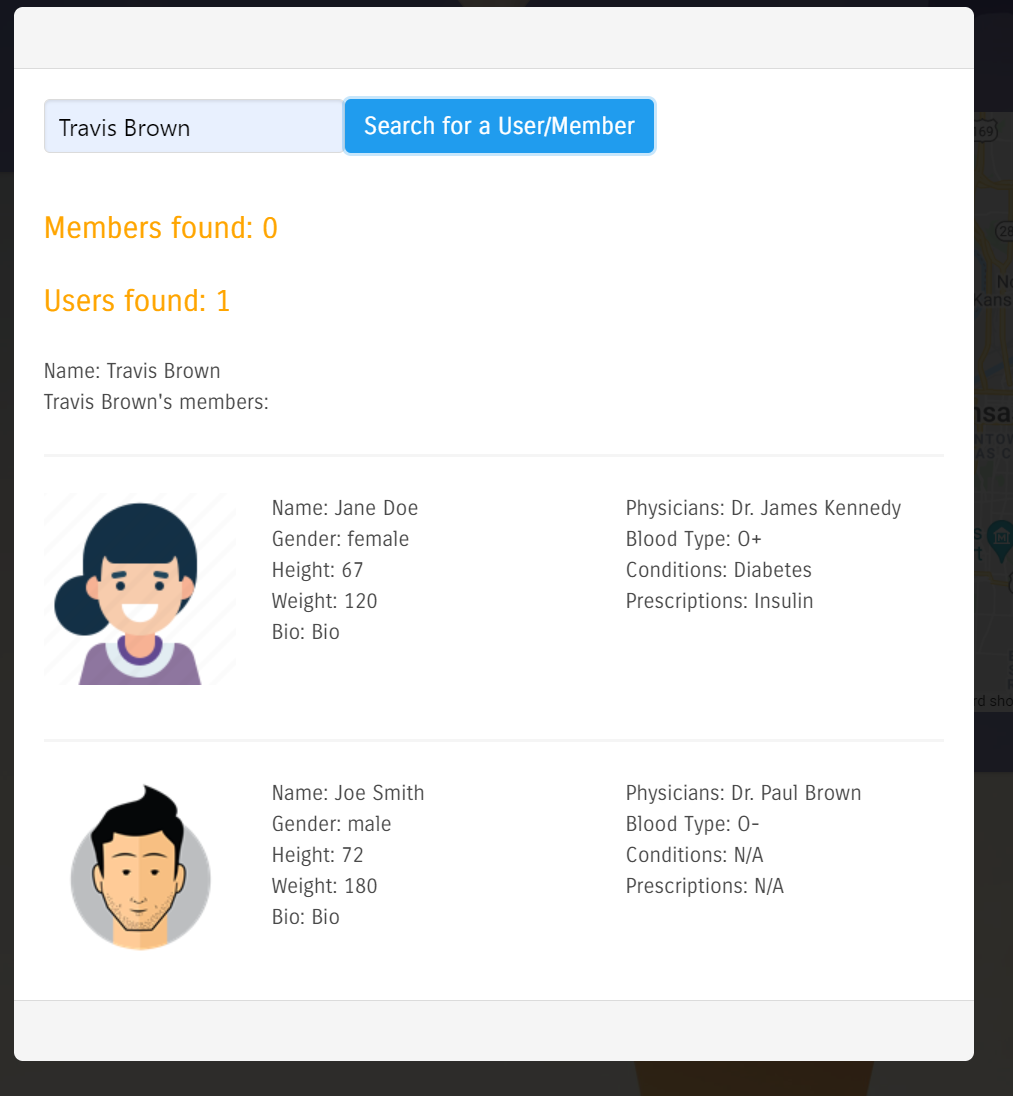 Travis Brown
Search for a User/Member
Members found: 0
Users found: 1
Name: Travis Brown
Travis Brown's members:
Name: Jane Doe
Gender: female
Height: 67
Weight: 120
Bio: Bio
Physicians: Dr. James Kennedy
Blood Type: O+
Conditions: Diabetes
Prescriptions: Insulin
Name: Joe Smith
Gender: male
Height: 72
Weight: 180
Bio: Bio
Physicians: Dr. Paul Brown
Blood Type: O-
Conditions: N/A
Prescriptions: N/A
169